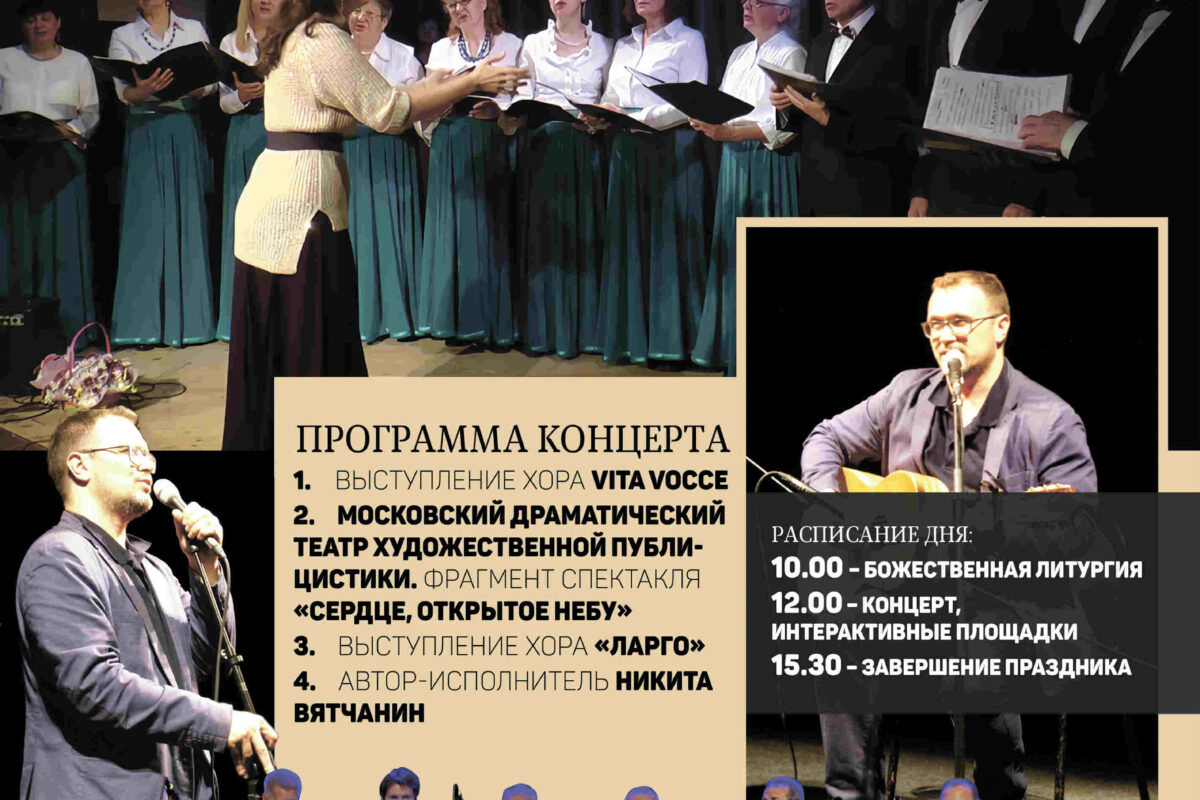 ПРОГРАММА КОНЦЕРТА
1. ВЫСТУПЛЕНИЕ ХОРА VITA VOCCE
2. МОСКОВСКИЙ ДРАМАТИЧЕСКИЙ
ТЕАТР ХУДОЖЕСТВЕННОЙ ПУБЛИ-
ЦИСТИКИ. ФРАГМЕНТ СПЕКТАКЛЯ
«СЕРДЦЕ, ОТКРЫТОЕ НЕБУ»
3. ВЫСТУПЛЕНИЕ ХОРА «ЛАРГО»
4. АВТОР-ИСПОЛНИТЕЛЬ НИКИТА
ВЯТЧАНИН
РАСПИСАНИЕ ДНЯ:
10.00 – БОЖЕСТВЕННАЯ ЛИТУРГИЯ
12.00 – КОНЦЕРТ,
ИНТЕРАКТИВНЫЕ ПЛОЩАДКИ
15.30 – ЗАВЕРШЕНИЕ ПРАЗДНИКА